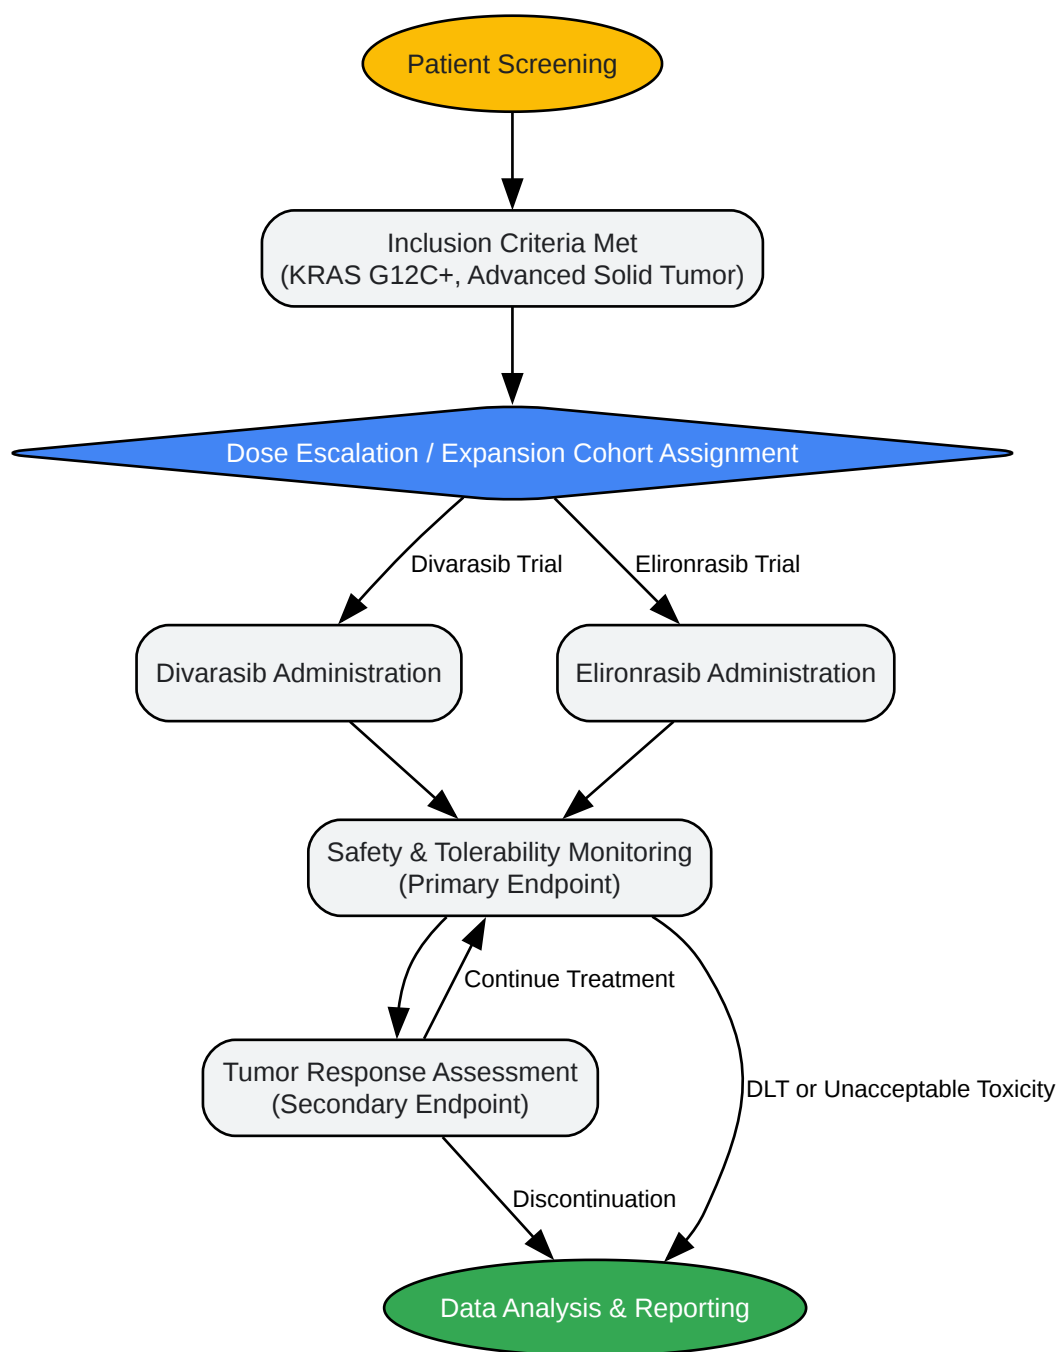 Patient Screening
Inclusion Criteria Met
(KRAS G12C+, Advanced Solid Tumor)
Dose Escalation / Expansion Cohort Assignment
Divarasib Trial
Elironrasib Trial
Divarasib Administration
Elironrasib Administration
Safety & Tolerability Monitoring
(Primary Endpoint)
Continue Treatment
Tumor Response Assessment
(Secondary Endpoint)
DLT or Unacceptable Toxicity
Discontinuation
Data Analysis & Reporting